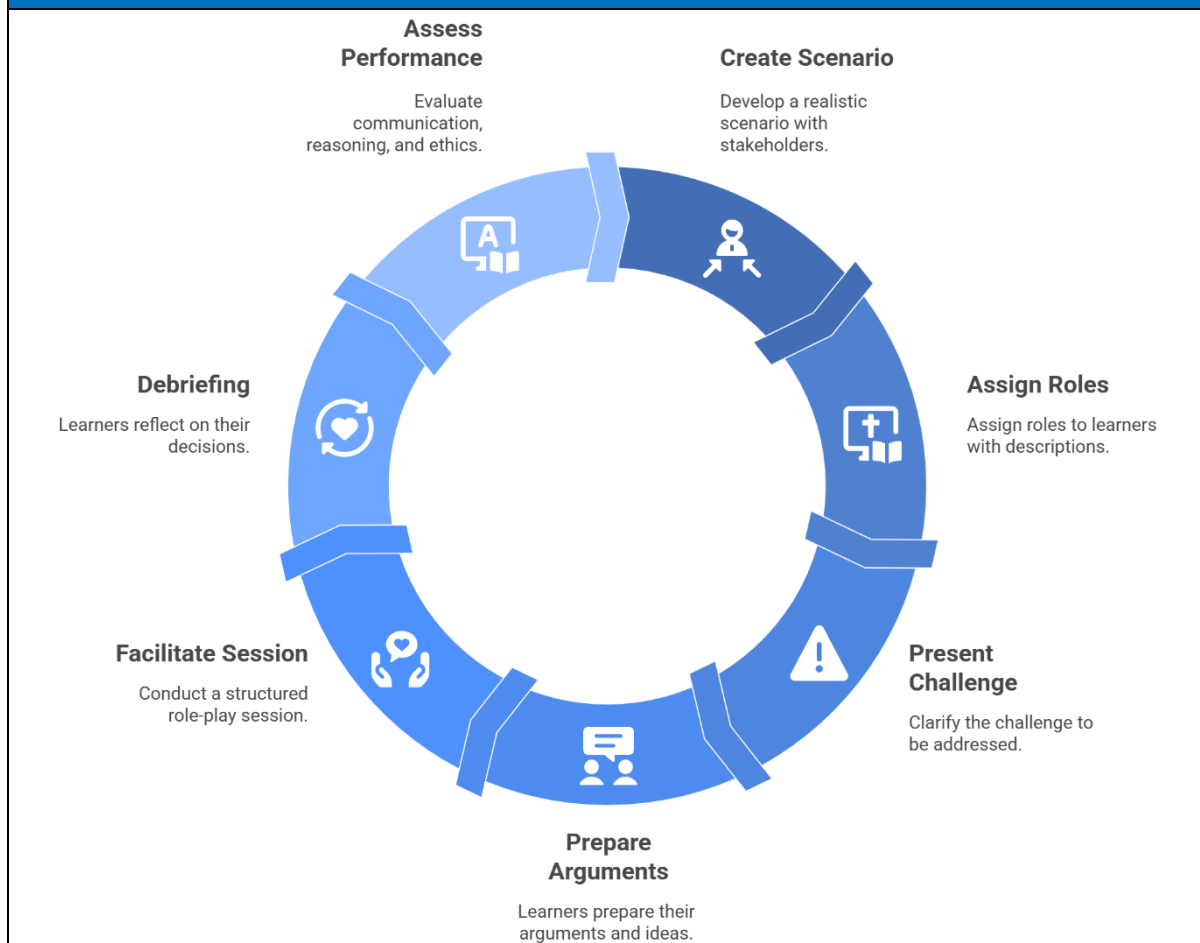 Assess
Performance
Evaluate
communication,
reasoning, and ethics.
Create Scenario
Develop a realistic
scenario with
stakeholders.
Assign Roles
Assign roles to learners
with descriptions.
Present
Challenge
Clarify the challenge to
be addressed.
Prepare
Arguments
Learners prepare their
arguments and ideas.
Facilitate Session
Conduct a structured
role-play session.
Debriefing
Learners reflect on their
decisions.
A